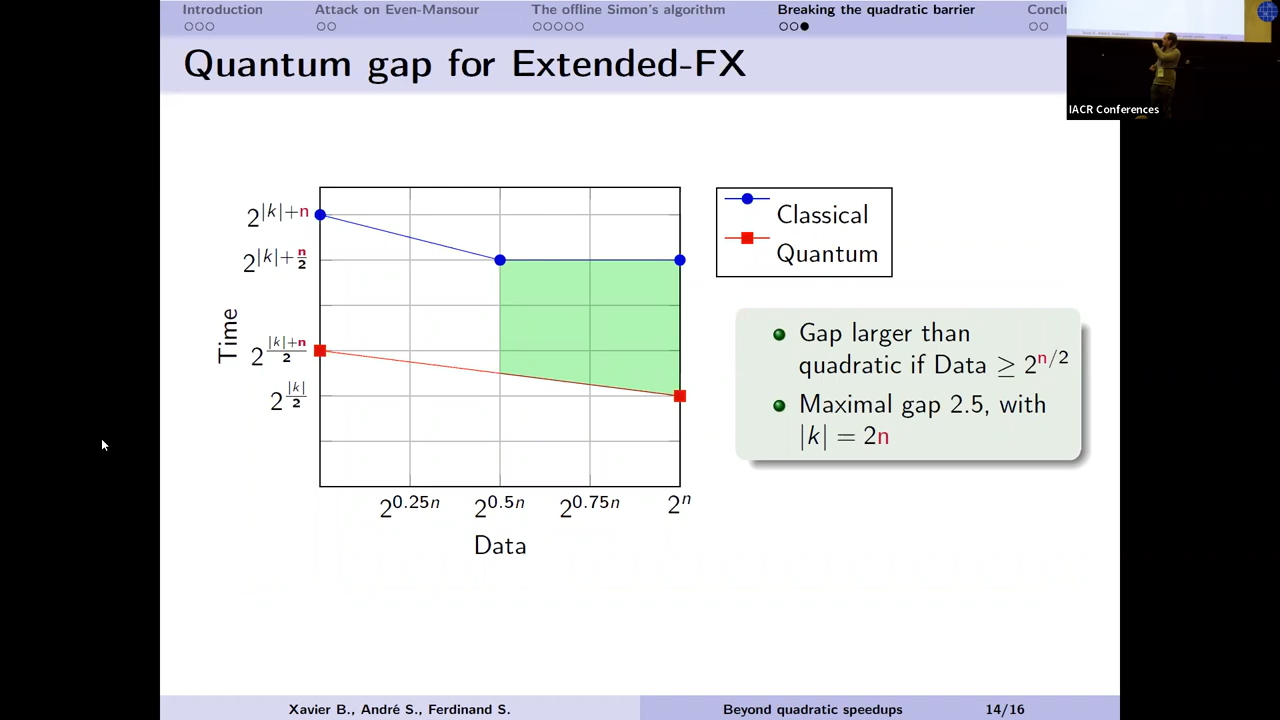 Introduction
Attack on Even-Mansour
The offline Simon's algorithm
Breaking the quadratic barrier
Conclu
IACR Conferences
Quantum gap for Extended-FX
2^{|k|+n}
2^{|k|+n/2}
2^{(|k|+n)/2}
2^{|k|/2}
Time
2^{0.25n} 2^{0.5n} 2^{0.75n} 2^n
Data
Classical
Quantum
Gap larger than
quadratic if Data ≥ 2^{n/2}
Maximal gap 2.5, with
|k| = 2n
Xavier B., André S., Ferdinand S.
Beyond quadratic speedups
14/16